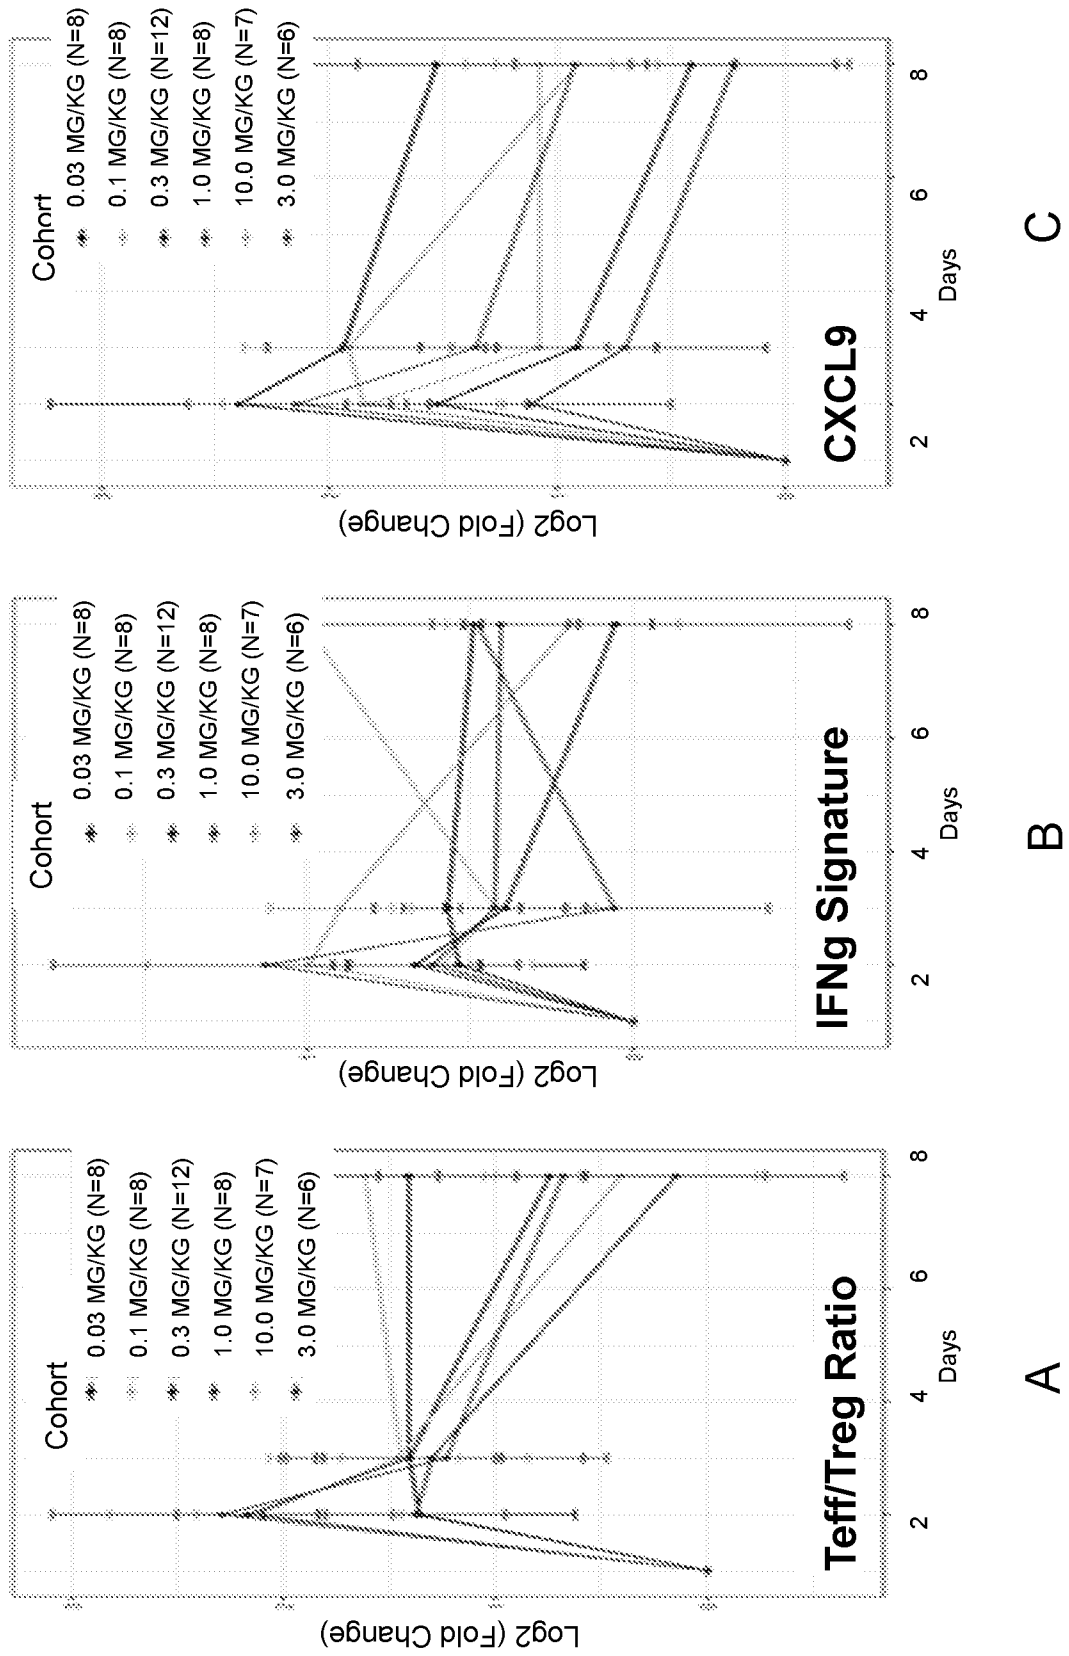 Cohort
0.03 MG/KG (N=8)
0.1 MG/KG (N=8)
0.3 MG/KG (N=12)
1.0 MG/KG (N=8)
10.0 MG/KG (N=7)
3.0 MG/KG (N=6)
Log2 (Fold Change)
Teff/Treg Ratio
2
4
6
8
Days
A
Cohort
0.03 MG/KG (N=8)
0.1 MG/KG (N=8)
0.3 MG/KG (N=12)
1.0 MG/KG (N=8)
10.0 MG/KG (N=7)
3.0 MG/KG (N=6)
Log2 (Fold Change)
IFNg Signature
2
4
6
8
Days
B
Cohort
0.03 MG/KG (N=8)
0.1 MG/KG (N=8)
0.3 MG/KG (N=12)
1.0 MG/KG (N=8)
10.0 MG/KG (N=7)
3.0 MG/KG (N=6)
Log2 (Fold Change)
CXCL9
2
4
6
8
Days
C